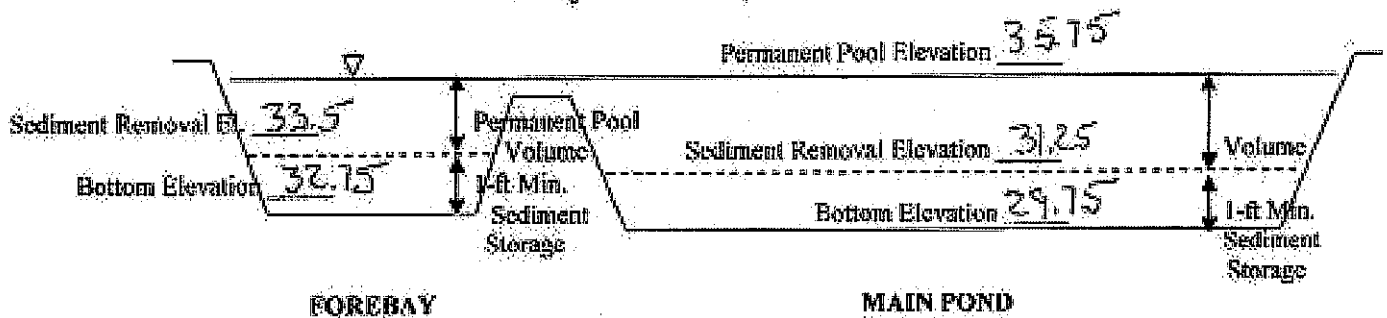 Permanent Pool Elevation 35.75
Sediment Removal El. 33.5
Permanent Pool
Volume
Sediment Removal Elevation 31.25
Volume
Bottom Elevation 32.75
1-ft Min.
Sediment
Storage
Bottom Elevation 29.75
1-ft Min.
Sediment
Storage
FOREBAY
MAIN POND